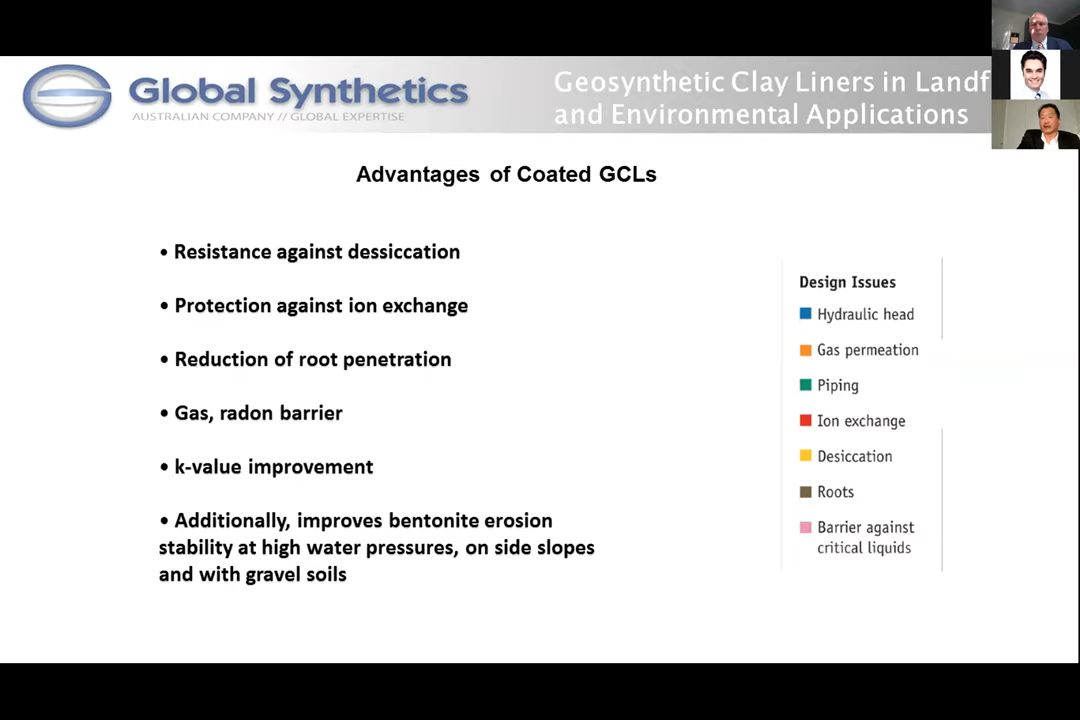 Global Synthetics
AUSTRALIAN COMPANY // GLOBAL EXPERTISE
Geosynthetic Clay Liners in Landf
and Environmental Applications
Advantages of Coated GCLs
• Resistance against dessiccation
• Protection against ion exchange
• Reduction of root penetration
• Gas, radon barrier
• k-value improvement
• Additionally, improves bentonite erosion
stability at high water pressures, on side slopes
and with gravel soils
Design Issues
Hydraulic head
Gas permeation
Piping
Ion exchange
Desiccation
Roots
Barrier against
critical liquids